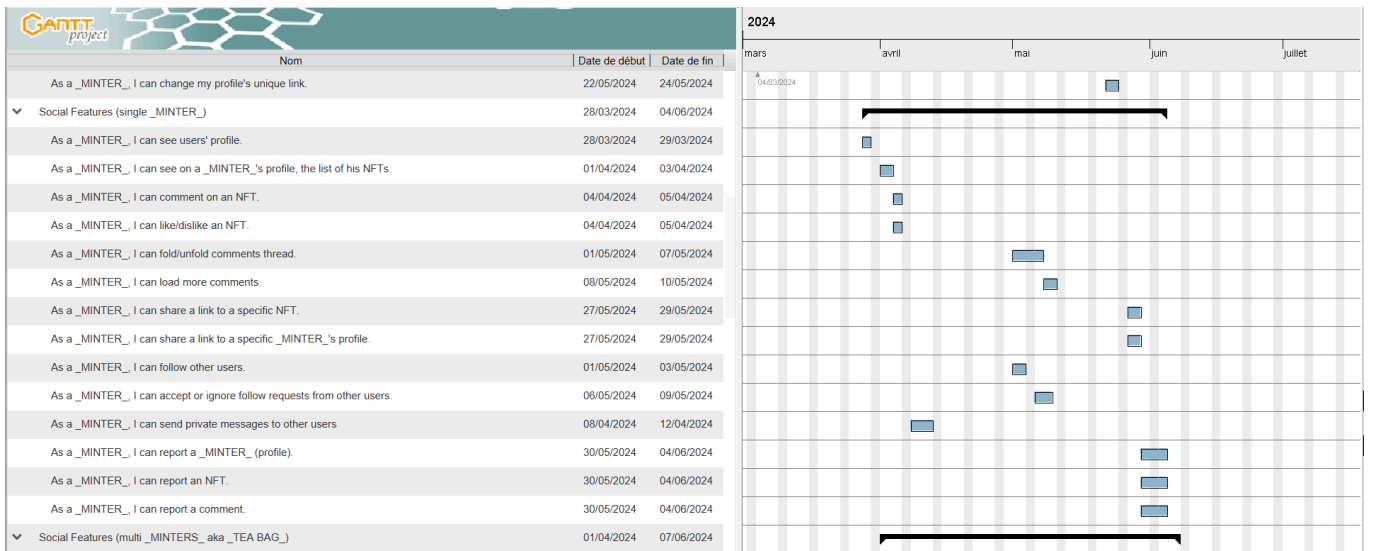 GANTT
project
2024
mars avril mai juin juillet
Nom Date de début Date de fin
04/03/2024
As a _MINTER_, I can change my profile's unique link. 22/05/2024 24/05/2024
Social Features (single _MINTER_) 28/03/2024 04/06/2024
As a _MINTER_, I can see users' profile. 28/03/2024 29/03/2024
As a _MINTER_, I can see on a _MINTER_'s profile, the list of his NFTs. 01/04/2024 03/04/2024
As a _MINTER_, I can comment on an NFT. 04/04/2024 05/04/2024
As a _MINTER_, I can like/dislike an NFT. 04/04/2024 05/04/2024
As a _MINTER_, I can fold/unfold comments thread. 01/05/2024 07/05/2024
As a _MINTER_, I can load more comments. 08/05/2024 10/05/2024
As a _MINTER_, I can share a link to a specific NFT. 27/05/2024 29/05/2024
As a _MINTER_, I can share a link to a specific _MINTER_'s profile. 27/05/2024 29/05/2024
As a _MINTER_, I can follow other users. 01/05/2024 03/05/2024
As a _MINTER_, I can accept or ignore follow requests from other users. 06/05/2024 09/05/2024
As a _MINTER_, I can send private messages to other users 08/04/2024 12/04/2024
As a _MINTER_, I can report a _MINTER_ (profile). 30/05/2024 04/06/2024
As a _MINTER_, I can report an NFT. 30/05/2024 04/06/2024
As a _MINTER_, I can report a comment. 30/05/2024 04/06/2024
Social Features (multi _MINTERS_ aka _TEA BAG_) 01/04/2024 07/06/2024